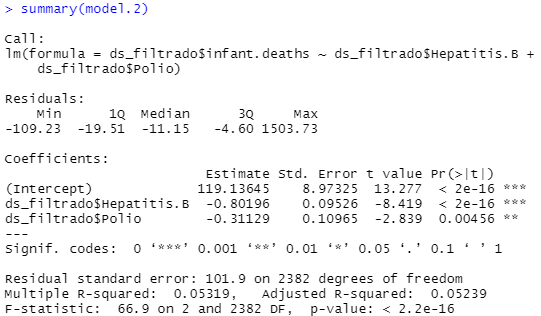 > summary(model.2)
Call:
lm(formula = ds_filtrado$infant.deaths ~ ds_filtrado$Hepatitis.B +
    ds_filtrado$Polio)
Residuals:
    Min      1Q  Median      3Q     Max
-109.23  -19.51  -11.15   -4.60 1503.73
Coefficients:
                         Estimate Std. Error t value Pr(>|t|)
(Intercept)             119.13645    8.97325  13.277  < 2e-16 ***
ds_filtrado$Hepatitis.B  -0.80196    0.09526  -8.419  < 2e-16 ***
ds_filtrado$Polio        -0.31129    0.10965  -2.839  0.00456 **
---
Signif. codes:  0 ‘***’ 0.001 ‘**’ 0.01 ‘*’ 0.05 ‘.’ 0.1 ‘ ’ 1
Residual standard error: 101.9 on 2382 degrees of freedom
Multiple R-squared:  0.05319,	Adjusted R-squared:  0.05239
F-statistic:  66.9 on 2 and 2382 DF,  p-value: < 2.2e-16